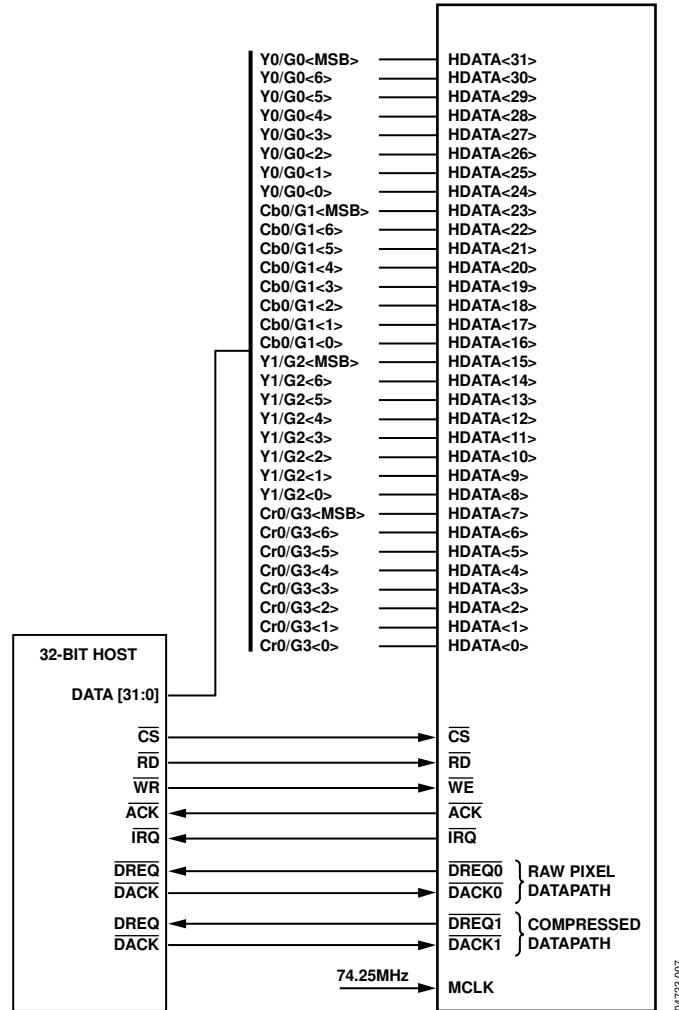 Y0/G0<MSB> HDATA<31>
Y0/G0<6> HDATA<30>
Y0/G0<5> HDATA<29>
Y0/G0<4> HDATA<28>
Y0/G0<3> HDATA<27>
Y0/G0<2> HDATA<26>
Y0/G0<1> HDATA<25>
Y0/G0<0> HDATA<24>
Cb0/G1<MSB> HDATA<23>
Cb0/G1<6> HDATA<22>
Cb0/G1<5> HDATA<21>
Cb0/G1<4> HDATA<20>
Cb0/G1<3> HDATA<19>
Cb0/G1<2> HDATA<18>
Cb0/G1<1> HDATA<17>
Cb0/G1<0> HDATA<16>
Y1/G2<MSB> HDATA<15>
Y1/G2<6> HDATA<14>
Y1/G2<5> HDATA<13>
Y1/G2<4> HDATA<12>
Y1/G2<3> HDATA<11>
Y1/G2<2> HDATA<10>
Y1/G2<1> HDATA<9>
Y1/G2<0> HDATA<8>
Cr0/G3<MSB> HDATA<7>
Cr0/G3<6> HDATA<6>
Cr0/G3<5> HDATA<5>
Cr0/G3<4> HDATA<4>
Cr0/G3<3> HDATA<3>
Cr0/G3<2> HDATA<2>
Cr0/G3<1> HDATA<1>
Cr0/G3<0> HDATA<0>
32-BIT HOST
DATA [31:0]
CS CS
RD RD
WR WE
ACK ACK
IRQ IRQ
DREQ DREQ0 RAW PIXEL
DACK DACK0 DATAPATH
DREQ DREQ1 COMPRESSED
DACK DACK1 DATAPATH
74.25MHz MCLK
04723-007